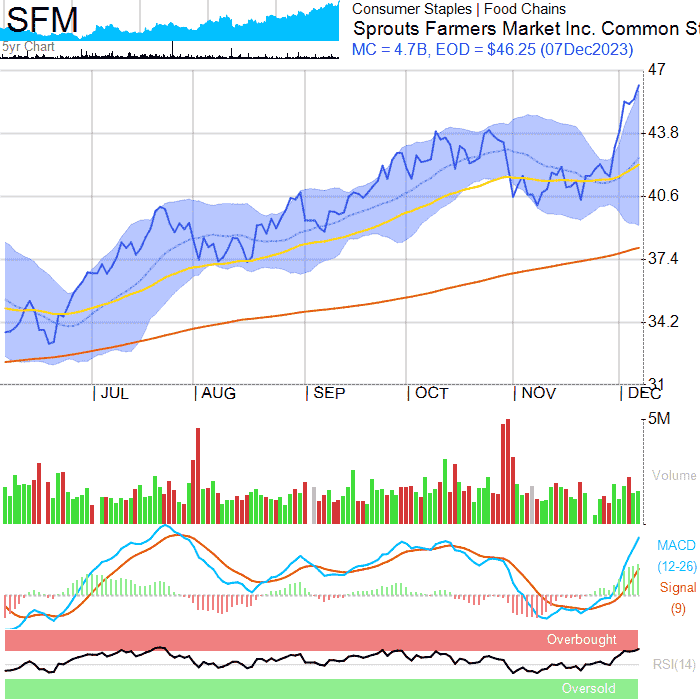 SFM
5yr Chart
Consumer Staples | Food Chains
Sprouts Farmers Market Inc. Common St
MC = 4.7B, EOD = $46.25 (07Dec2023)
47
43.8
40.6
37.4
34.2
31
JUL AUG SEP OCT NOV DEC
5M
Volume
MACD
(12-26)
Signal
(9)
Overbought
RSI(14)
Oversold